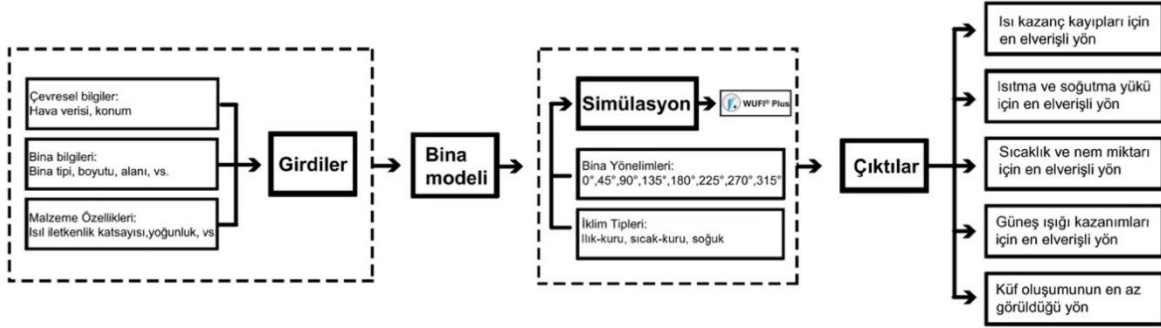 Çevresel bilgiler:
Hava verisi, konum
Bina bilgileri:
Bina tipi, boyutu, alanı, vs.
Malzeme Özellikleri:
Isıl iletkenlik katsayısı,yoğunluk, vs
Girdiler
Bina
modeli
Simülasyon
WUFI® Plus
Bina Yönelimleri:
0°,45°,90°,135°,180°,225°,270°,315°
İklim Tipleri:
Ilık-kuru, sıcak-kuru, soğuk
Çıktılar
Isı kazanç kayıpları için
en elverişli yön
Isıtma ve soğutma yükü
için en elverişli yön
Sıcaklık ve nem miktarı
için en elverişli yön
Güneş ışığı kazanımları
için en elverişli yön
Küf oluşumunun en az
görüldüğü yön